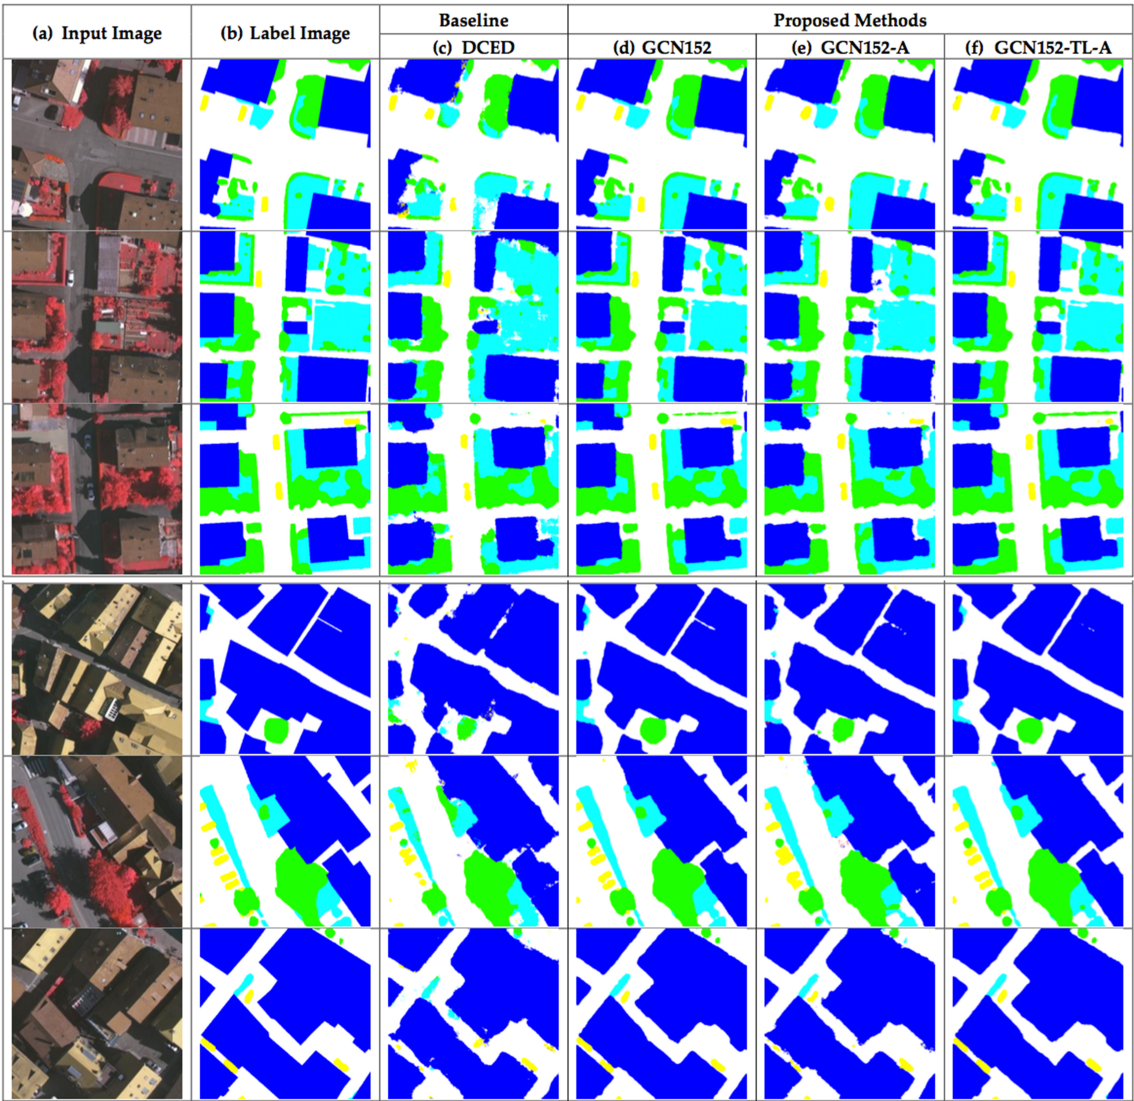 Baseline
Proposed Methods
(a) Input Image
(b) Label Image
(c) DCED
(d) GCN152
(e) GCN152-A
(f) GCN152-TL-A